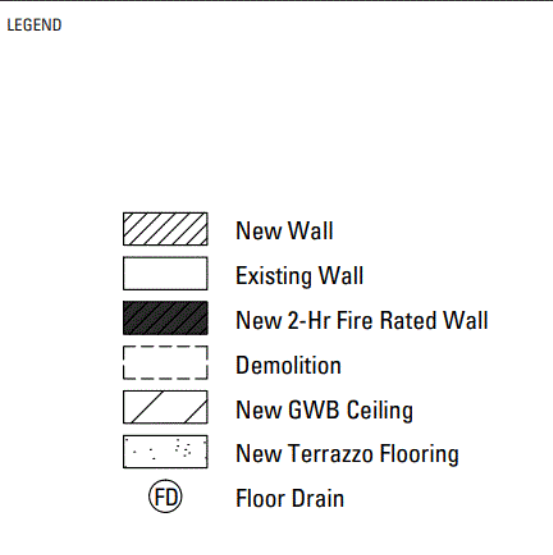 LEGEND
New Wall
Existing Wall
New 2-Hr Fire Rated Wall
Demolition
New GWB Ceiling
New Terrazzo Flooring
FD Floor Drain